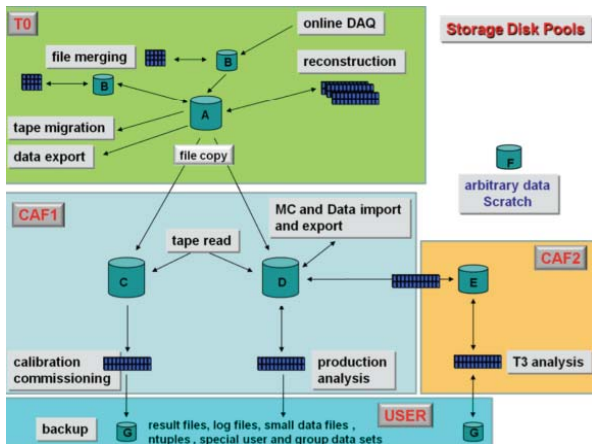 T0
online DAQ
Storage Disk Pools
file merging
B
reconstruction
B
A
tape migration
data export
file copy
F
arbitrary data
Scratch
CAF1
MC and Data import
and export
tape read
CAF2
C
D
E
calibration
commissioning
production
analysis
T3 analysis
USER
backup
G
result files, log files, small data files ,
ntuples , special user and group data sets
G